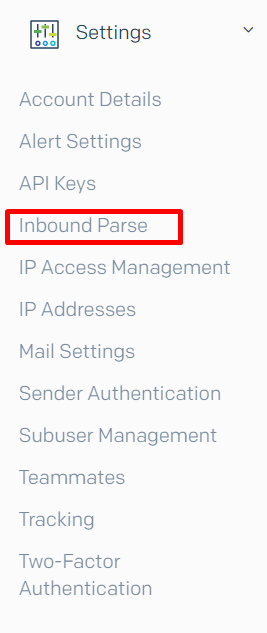 Settings
Account Details
Alert Settings
API Keys
Inbound Parse
IP Access Management
IP Addresses
Mail Settings
Sender Authentication
Subuser Management
Teammates
Tracking
Two-Factor
Authentication